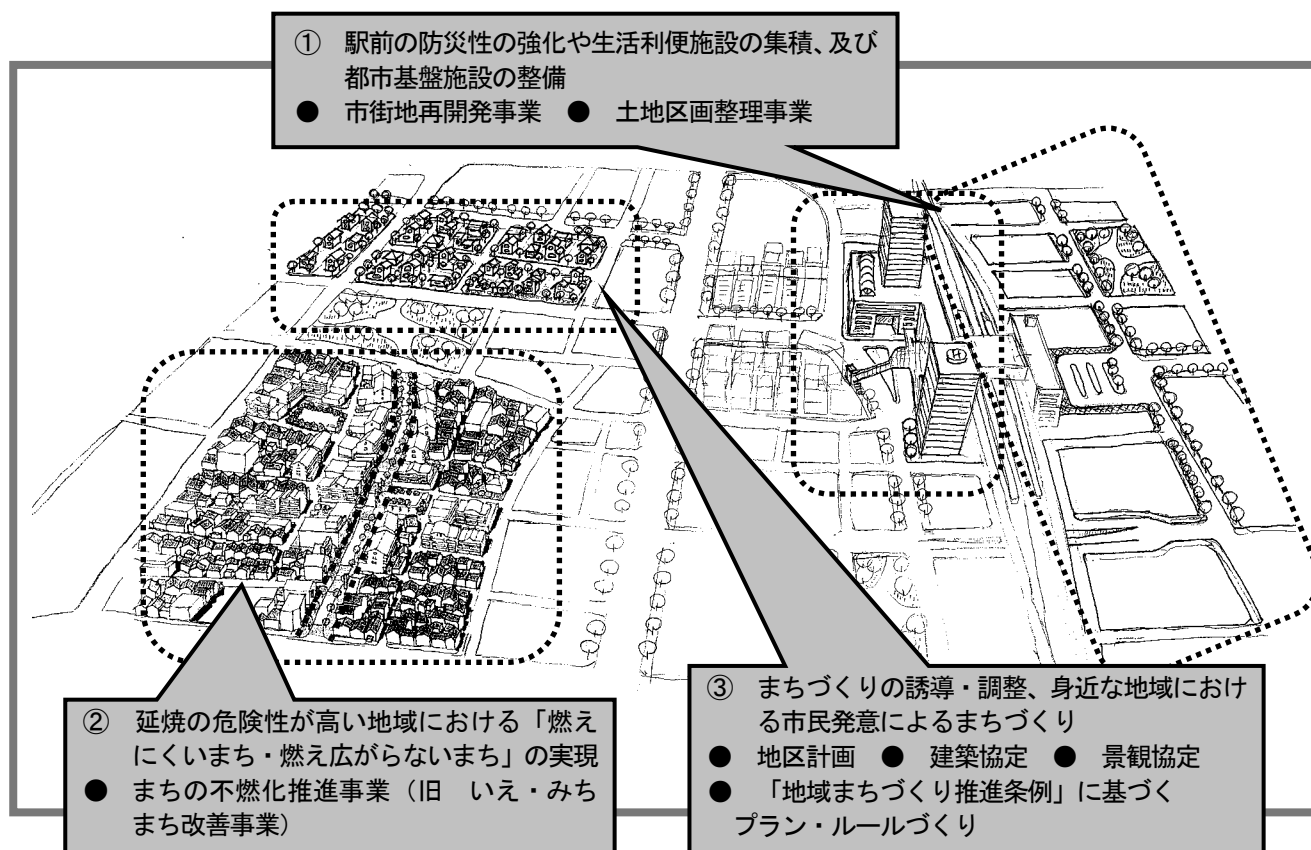 ① 駅前の防災性の強化や生活利便施設の集積、及び
都市基盤施設の整備
● 市街地再開発事業 ● 土地区画整理事業
② 延焼の危険性が高い地域における「燃え
にくいまち・燃え広がらないまち」の実現
● まちの不燃化推進事業（旧 いえ・みち
まち改善事業）
③ まちづくりの誘導・調整、身近な地域におけ
る市民発意によるまちづくり
● 地区計画 ● 建築協定 ● 景観協定
● 「地域まちづくり推進条例」に基づく
プラン・ルールづくり
H